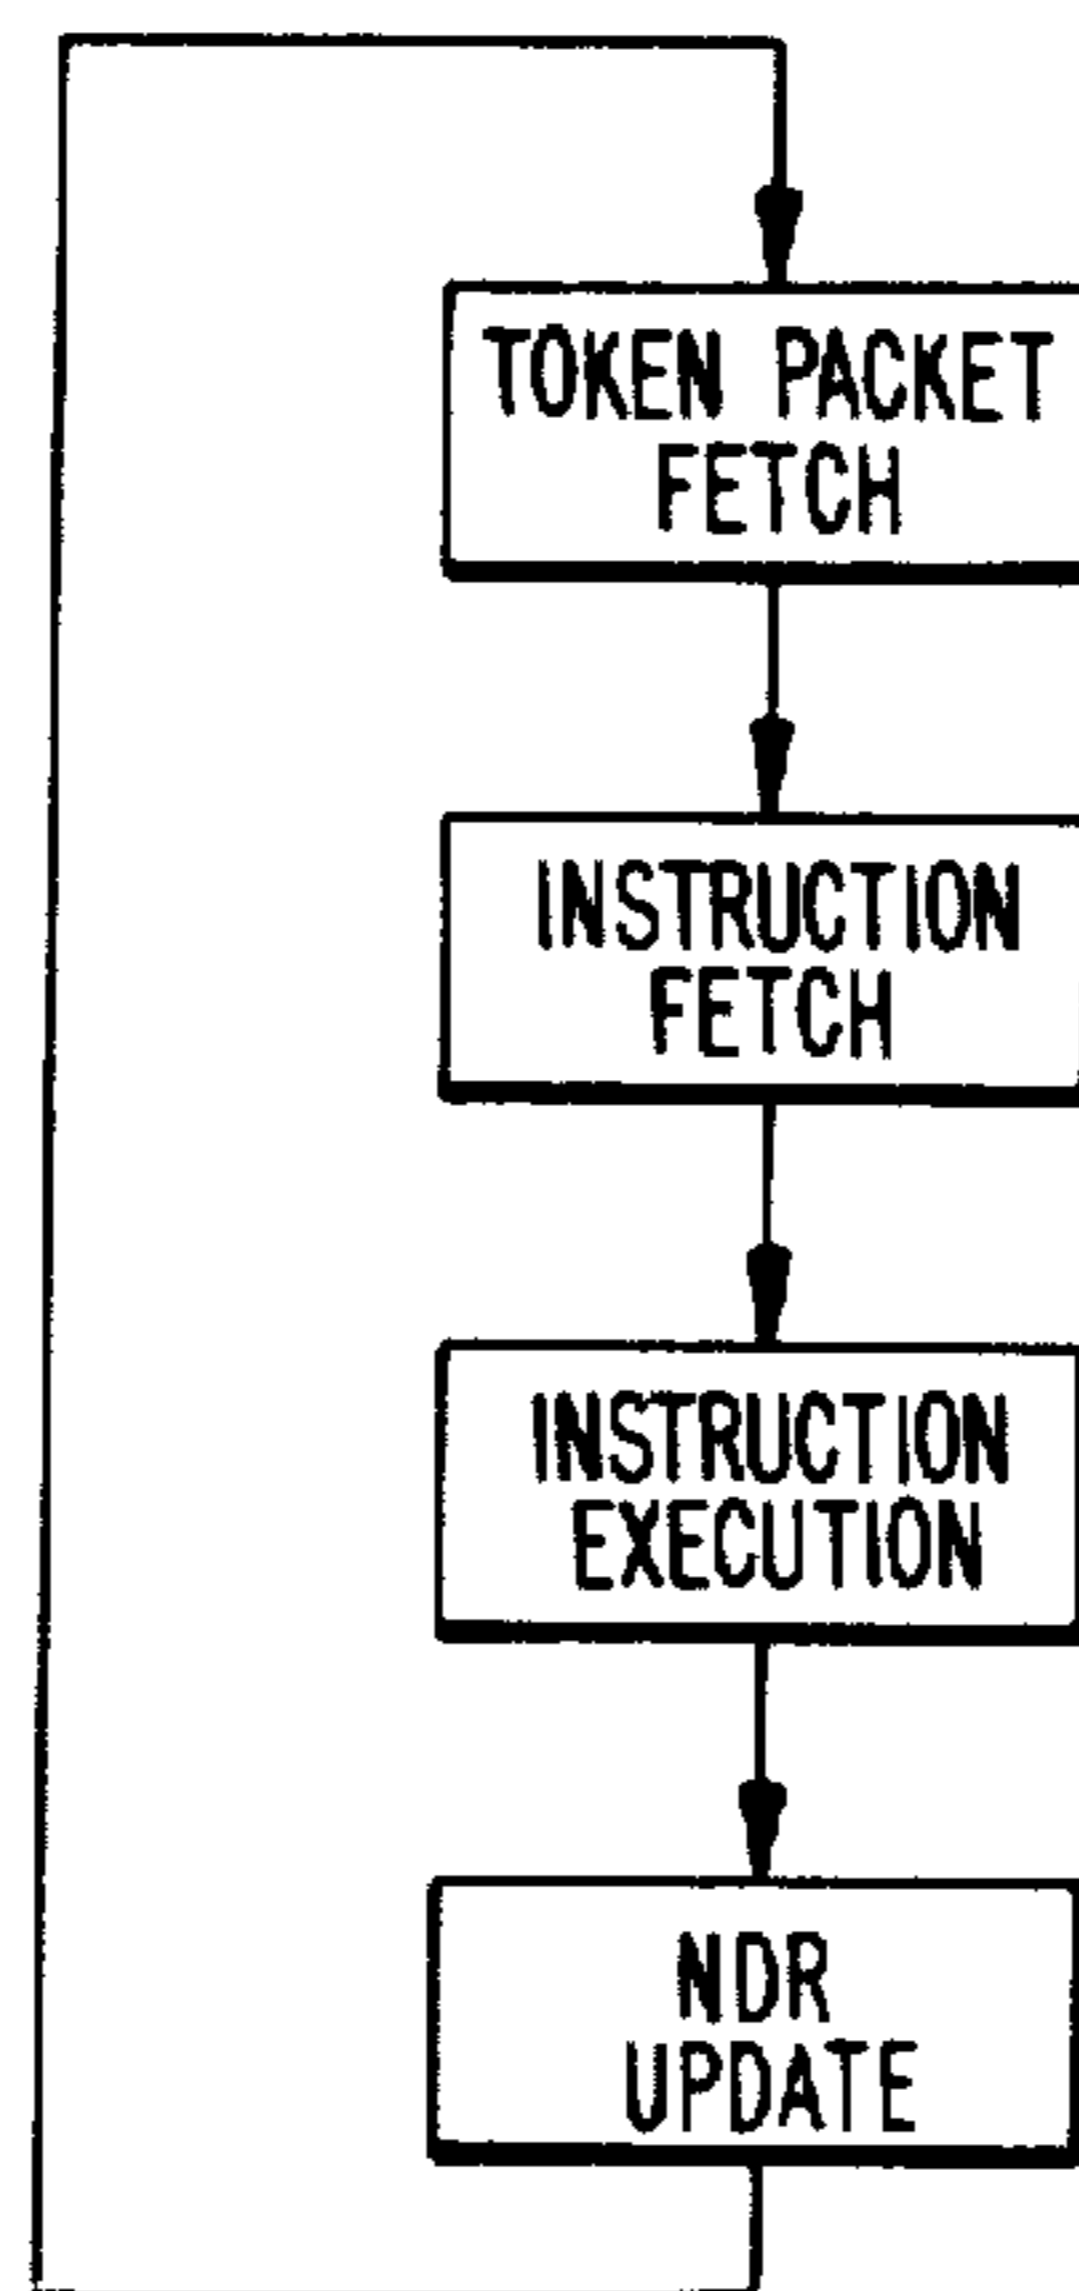 TOKEN PACKET
FETCH
INSTRUCTION
FETCH
INSTRUCTION
EXECUTION
NDR
UPDATE